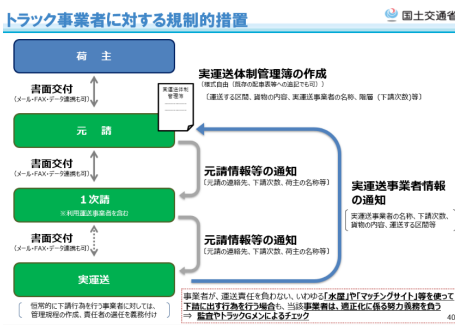 トラック事業者に対する規制的措置
国土交通省
荷 主
実運送体制管理簿の作成
(様式自由(既存の配車表等への追記でも可))
(運送する区間、貨物の内容、実運送事業者の名称、階層(下請次数)等)
実運送体制
管理簿
書面交付
(メール・FAX・データ連携も可)
元 請
書面交付
(メール・FAX・データ連携も可)
元請情報等の通知
(元請の連絡先、下請次数、荷主の名称等)
1次請
※利用運送事業者を含む
実運送事業者情報
の通知
実運送事業者の名称、下請次数、
貨物の内容、運送する区間等
書面交付
(メール・FAX・データ連携も可)
元請情報等の通知
(元請の連絡先、下請次数、荷主の名称等)
実運送
恒常的に下請行為を行う事業者に対しては、
管理規程の作成、責任者の選任を義務付け
事業者が、運送責任を負わない、いわゆる「水屋」や「マッチングサイト」等を使って
下請に出す行為を行う場合も、当該事業者は、適正化に係る努力義務を負う
⇒ 監査やトラックGメンによるチェック
40